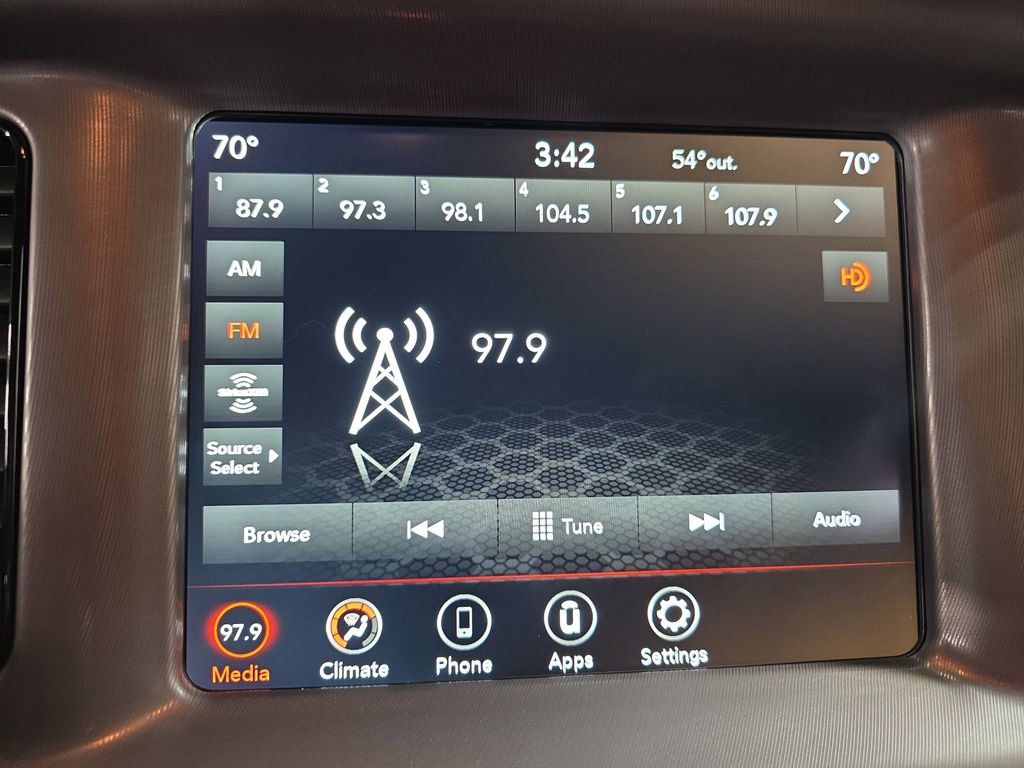 70° 3:42 54° out. 70°
1 87.9 2 97.3 3 98.1 4 104.5 5 107.1 6 107.9
AM
HD
FM
97.9
siriusxm
Source
Select
Browse Tune Audio
97.9
Media Climate Phone Apps Settings